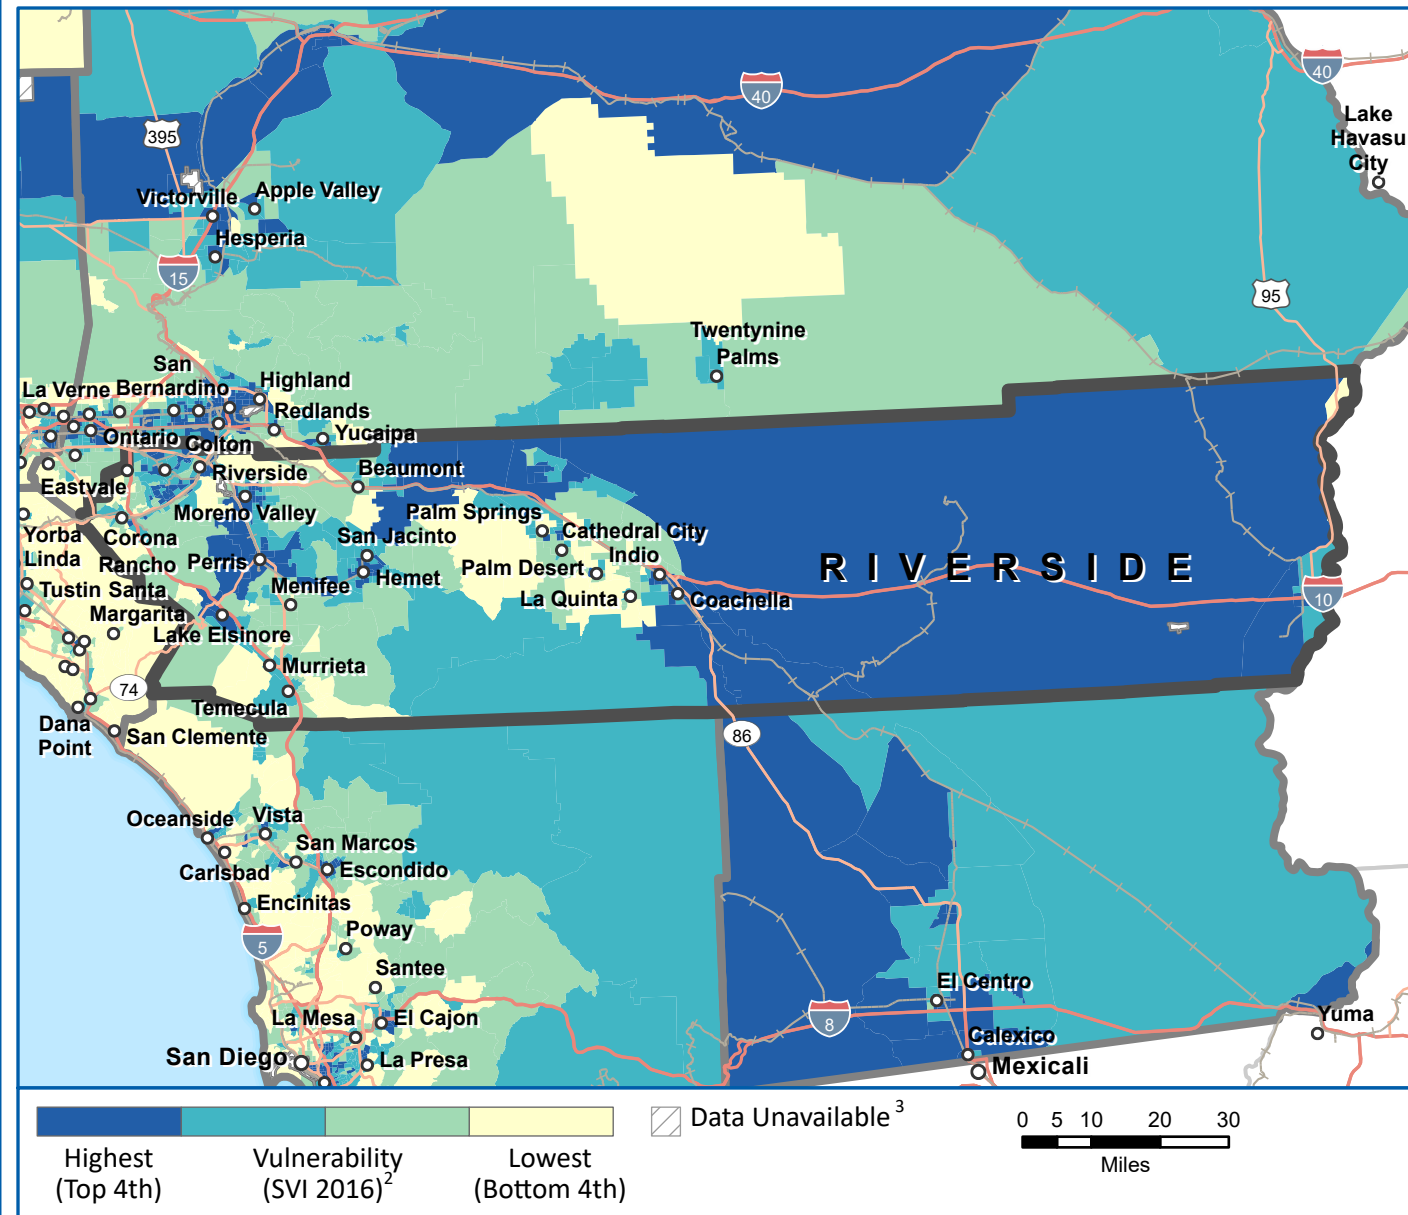 40
40
Lake
Havasu
City
395
Victorville
Apple Valley
Hesperia
15
95
Twentynine
Palms
San
Bernardino
La Verne
Highland
Redlands
Ontario
Colton
Yucaipa
Riverside
Beaumont
Eastvale
Moreno Valley
Palm Springs
Cathedral City
Yorba
Linda
Corona
San Jacinto
Indio
Rancho
Santa
Margarita
Perris
Hemet
Palm Desert
RIVERSIDE
Tustin
Menifee
La Quinta
Coachella
10
Lake Elsinore
Murrieta
74
Temecula
Dana
Point
San Clemente
86
Oceanside
Vista
San Marcos
Carlsbad
Escondido
Encinitas
5
Poway
Santee
El Centro
La Mesa
El Cajon
8
Yuma
San Diego
La Presa
Calexico
Mexicali
Highest
(Top 4th)
Vulnerability
(SVI 2016)2
Lowest
(Bottom 4th)
Data Unavailable3
0 5 10 20 30
Miles